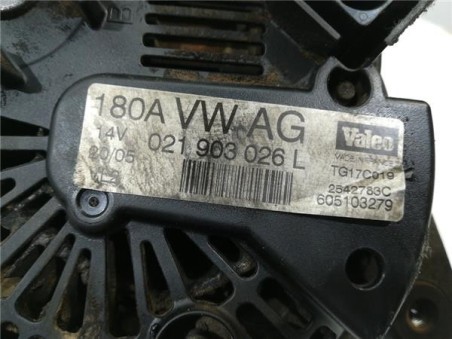 180A VW AG
Valeo
14V 021 903 026 L
TG17C019
20/05
2542783C
605103279